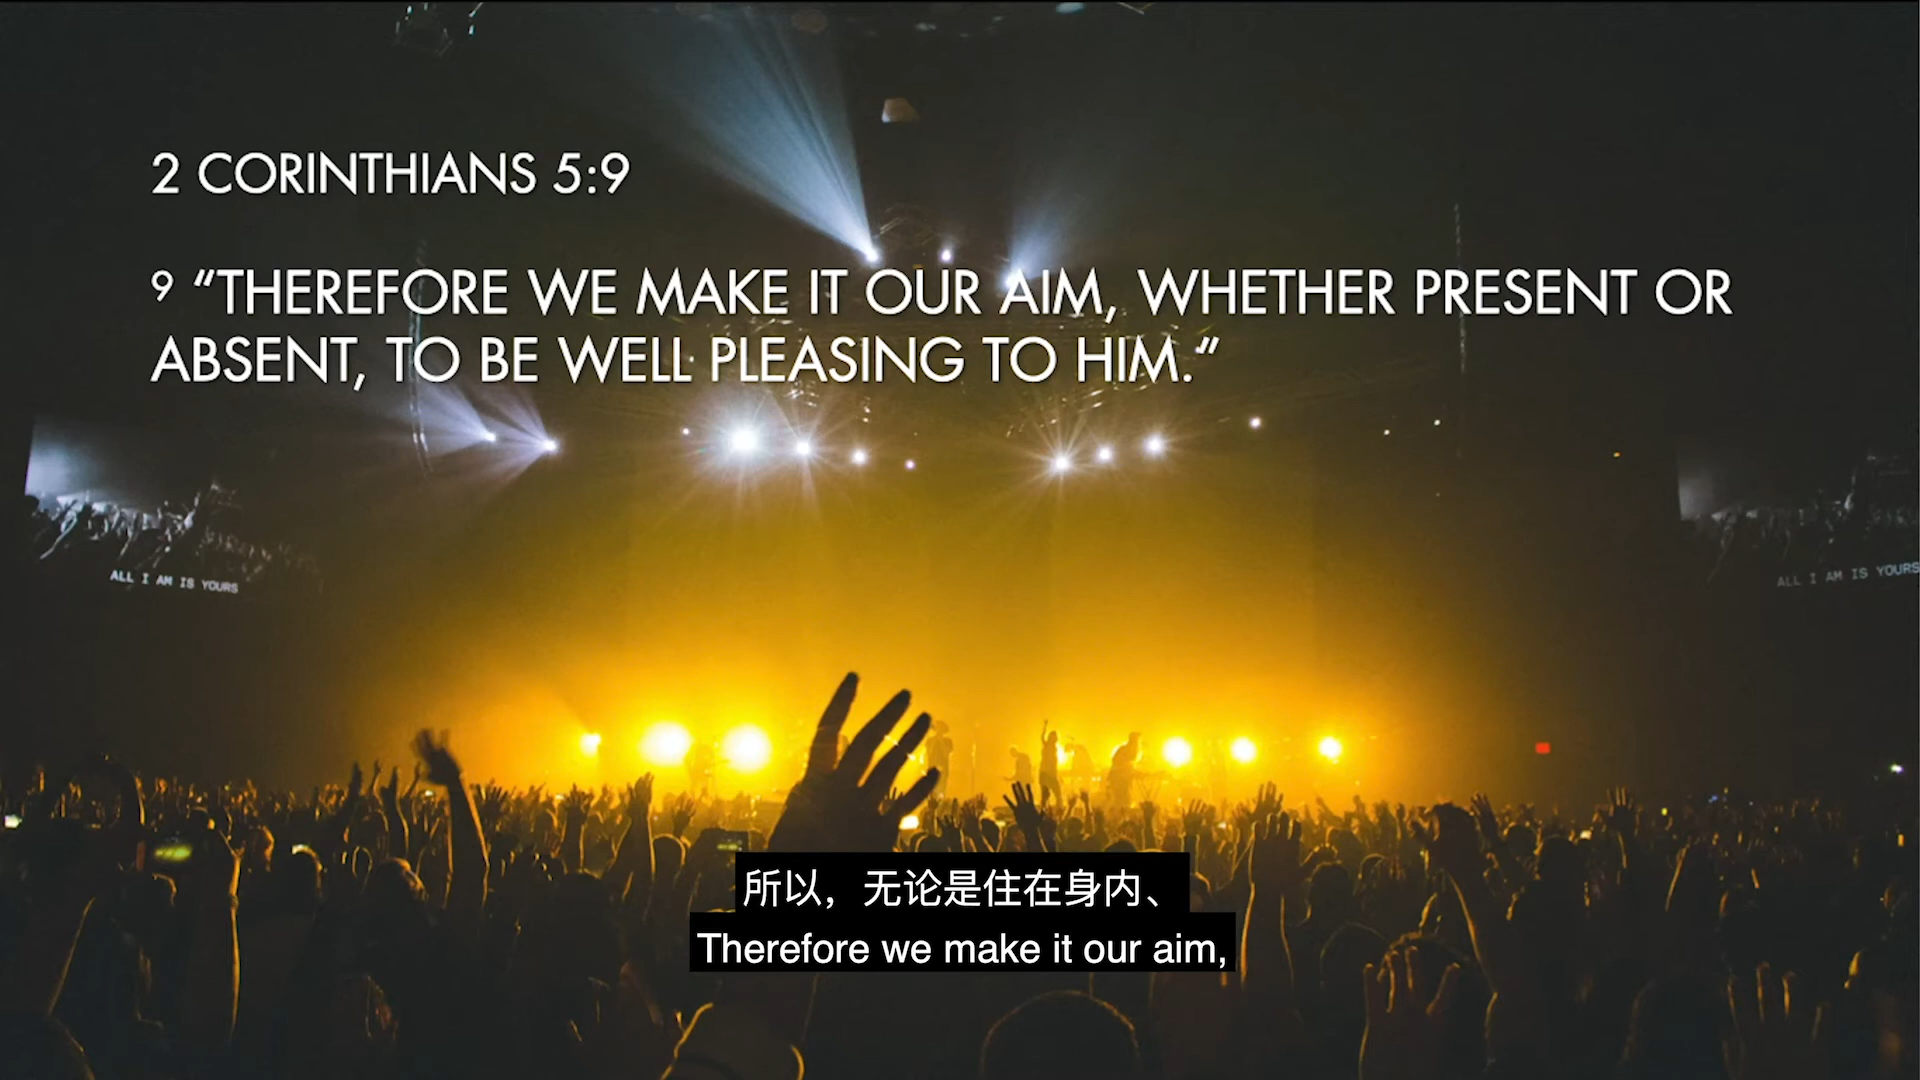 2 CORINTHIANS 5:9
9 “THEREFORE WE MAKE IT OUR AIM, WHETHER PRESENT OR
ABSENT, TO BE WELL PLEASING TO HIM.“
ALL I AM IS YOURS
ALL I AM IS YOURS
所以，无论是住在身内、
Therefore we make it our aim,